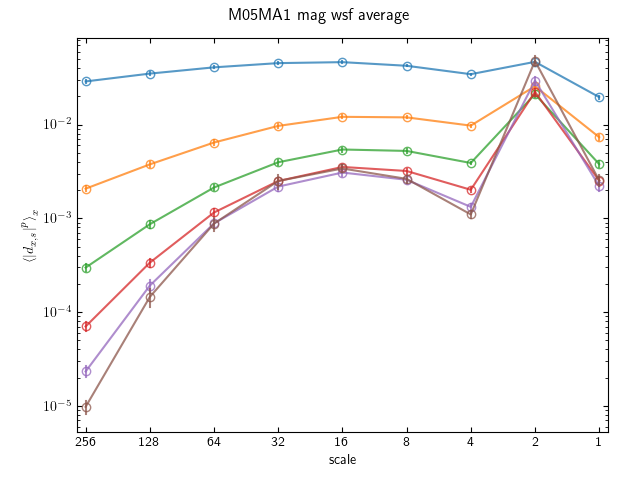 M05MA1 mag wsf average
⟨|d_{x,s}|^p⟩_x
10^{-2}
10^{-3}
10^{-4}
10^{-5}
256 128 64 32 16 8 4 2 1
scale